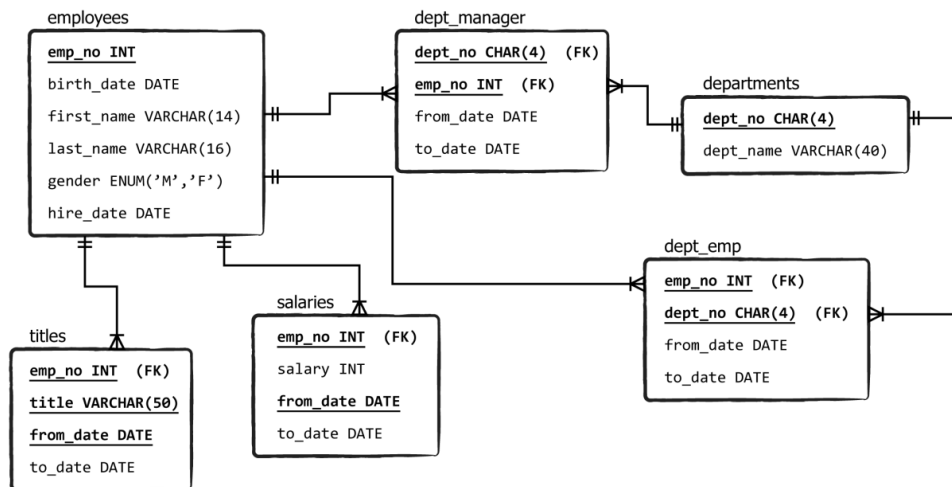 employees
emp_no INT
birth_date DATE
first_name VARCHAR(14)
last_name VARCHAR(16)
gender ENUM(’M’,’F’)
hire_date DATE
dept_manager
dept_no CHAR(4) (FK)
emp_no INT (FK)
from_date DATE
to_date DATE
departments
dept_no CHAR(4)
dept_name VARCHAR(40)
dept_emp
emp_no INT (FK)
dept_no CHAR(4) (FK)
from_date DATE
to_date DATE
salaries
emp_no INT (FK)
salary INT
from_date DATE
to_date DATE
titles
emp_no INT (FK)
title VARCHAR(50)
from_date DATE
to_date DATE